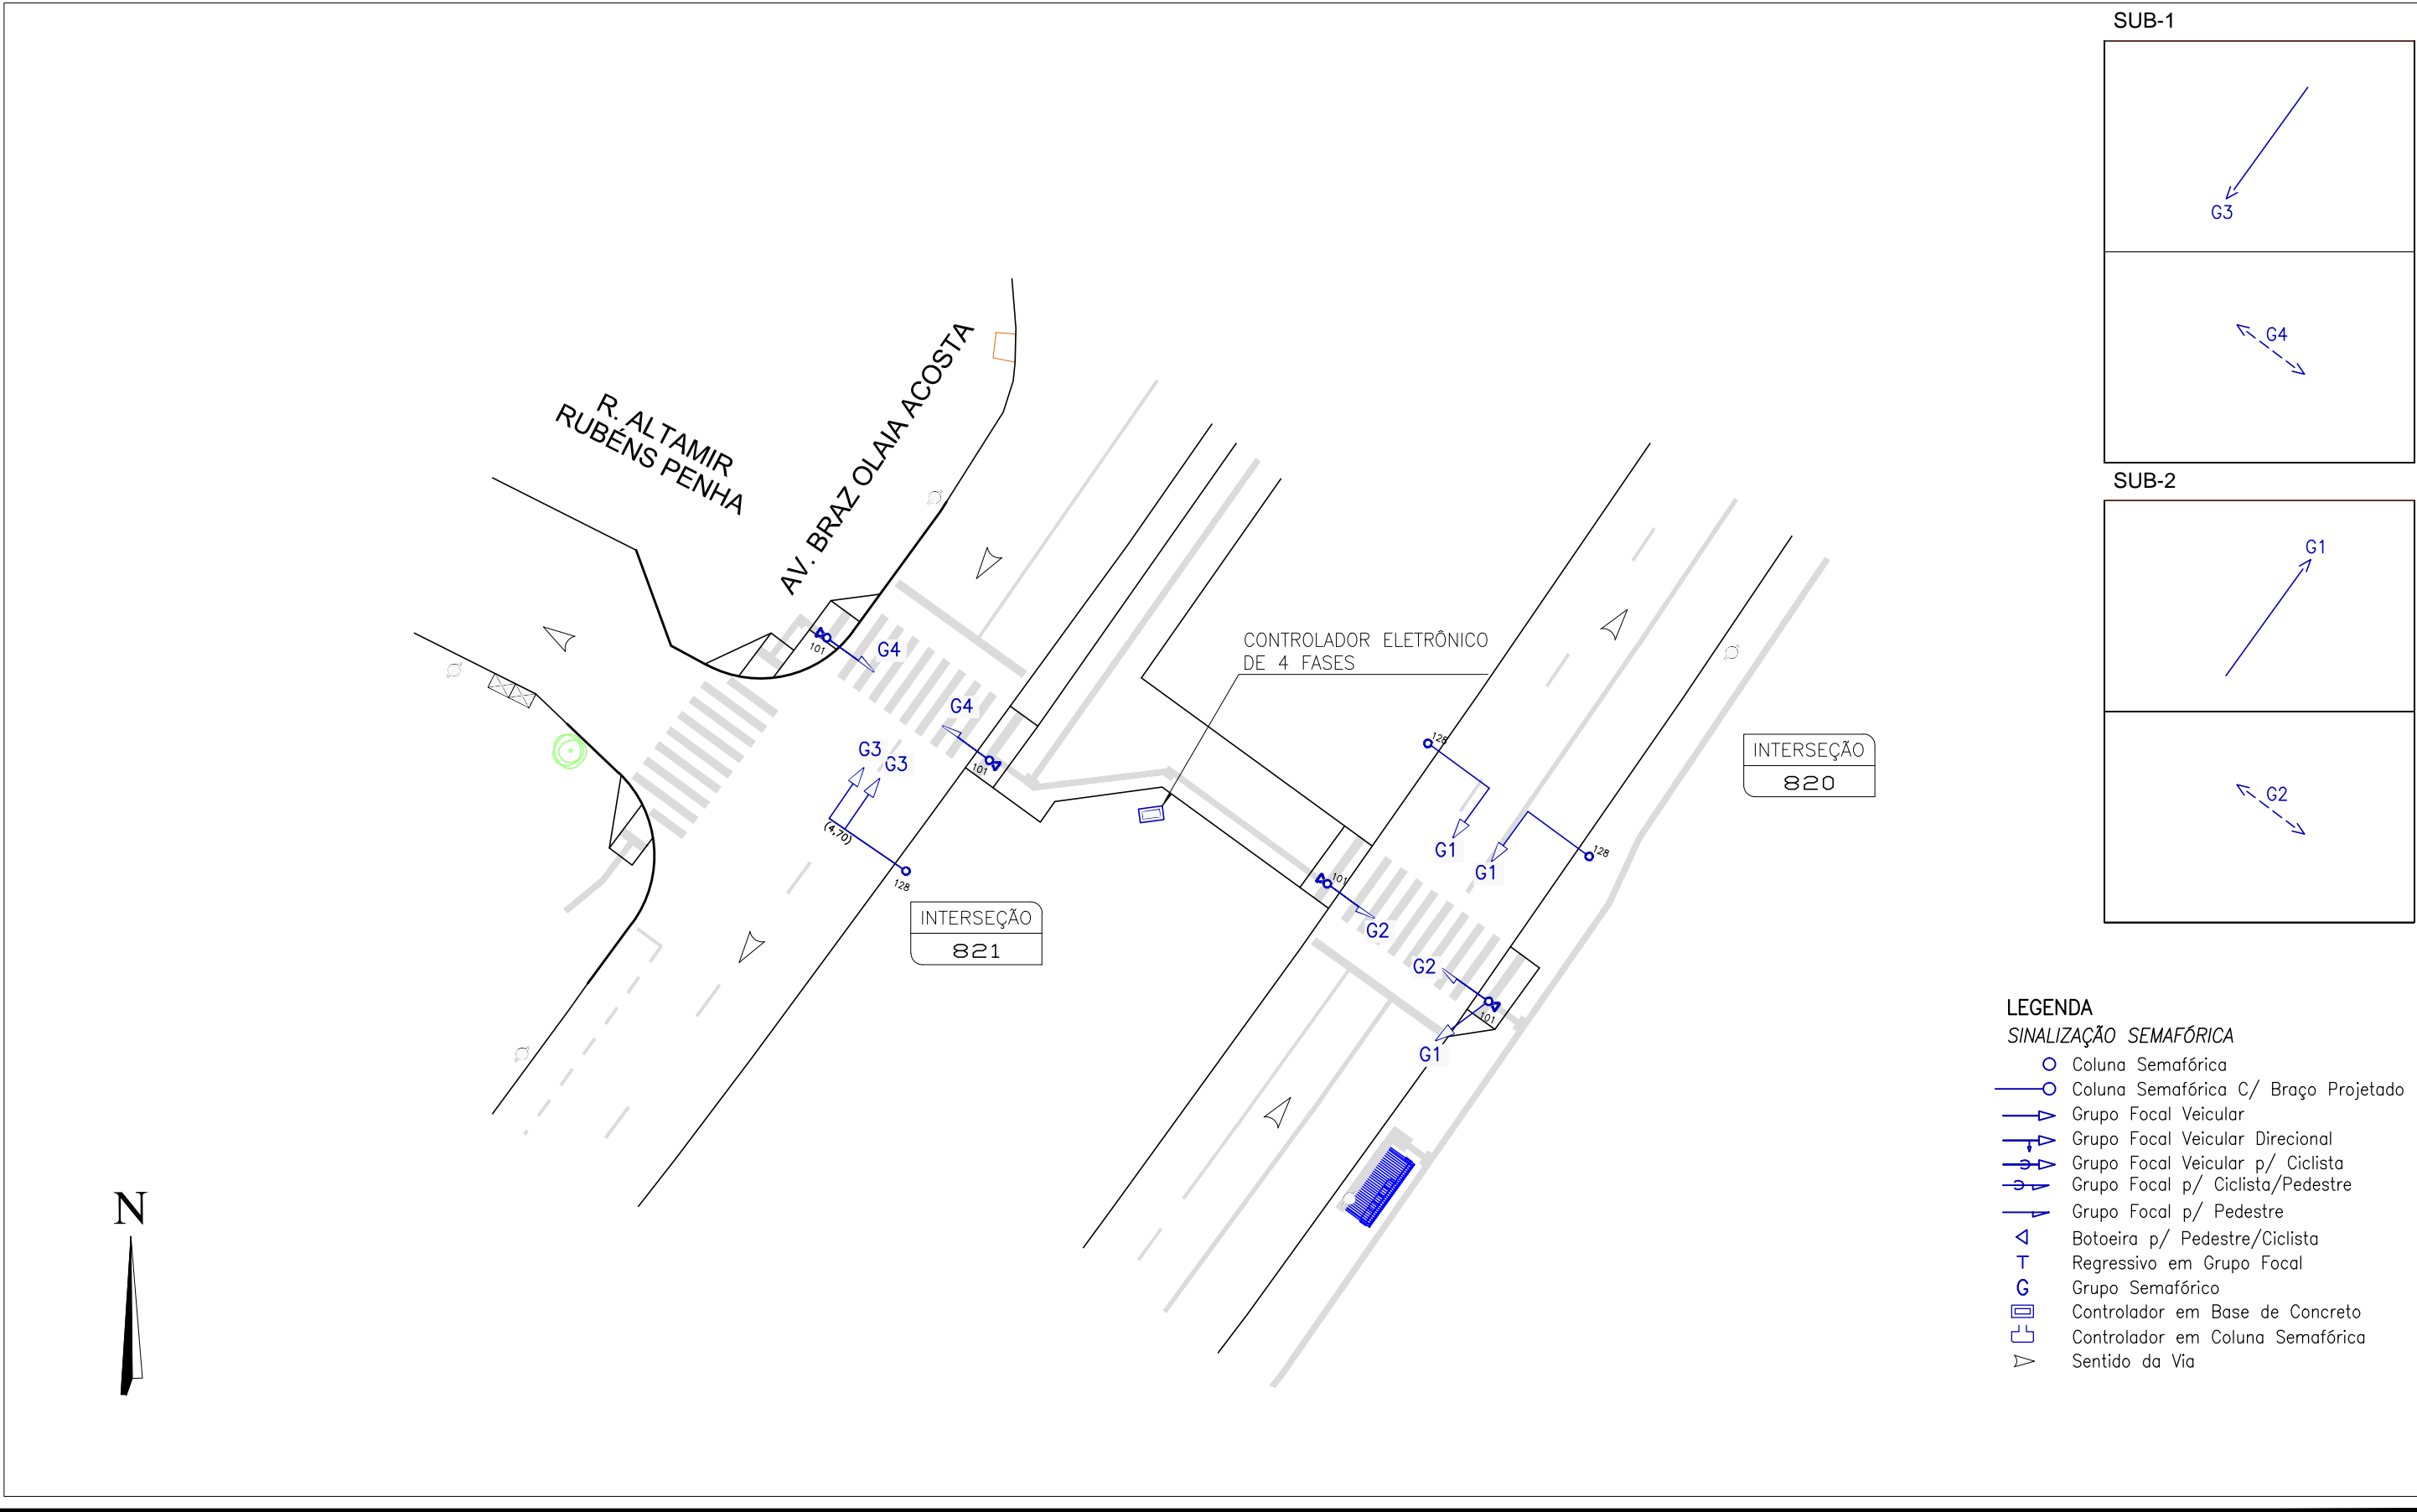 SUB-1
G3
G4
SUB-2
G1
G2
R. ALTAMIR
RUBENS PENHA
AV. BRAZ OLAIA ACOSTA
101
G4
G4
101
G3
G3
(4,70)
128
INTERSEÇÃO
821
CONTROLADOR ELETRÔNICO
DE 4 FASES
128
G1
G1
128
INTERSEÇÃO
820
101
G2
G2
101
G1
N
LEGENDA
SINALIZAÇÃO SEMAFÓRICA
Coluna Semafórica
Coluna Semafórica C/ Braço Projetado
Grupo Focal Veicular
Grupo Focal Veicular Direcional
Grupo Focal Veicular p/ Ciclista
Grupo Focal p/ Ciclista/Pedestre
Grupo Focal p/ Pedestre
Botoeira p/ Pedestre/Ciclista
T Regressivo em Grupo Focal
G Grupo Semafórico
Controlador em Base de Concreto
Controlador em Coluna Semafórica
Sentido da Via